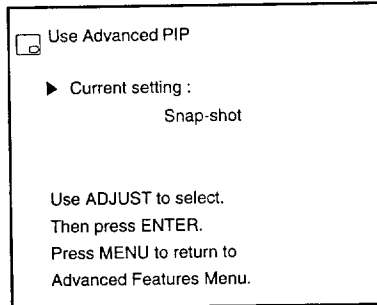 Use Advanced PIP
▶ Current setting :
Snap-shot
Use ADJUST to select.
Then press ENTER.
Press MENU to return to
Advanced Features Menu.